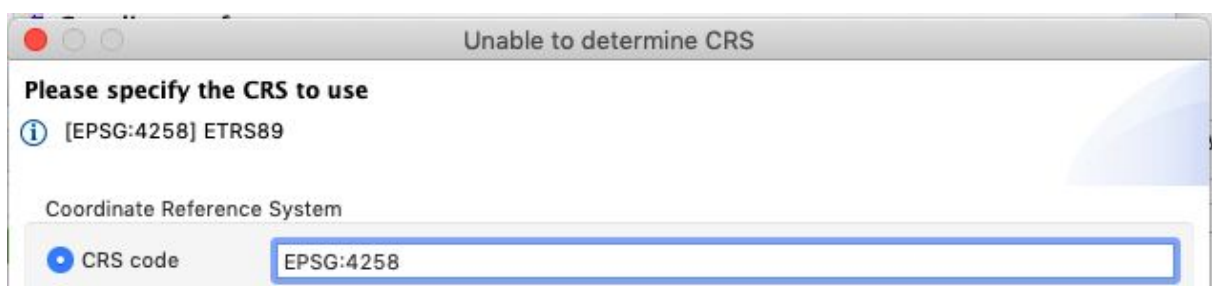 Unable to determine CRS
Please specify the CRS to use
[EPSG:4258] ETRS89
Coordinate Reference System
CRS code
EPSG:4258